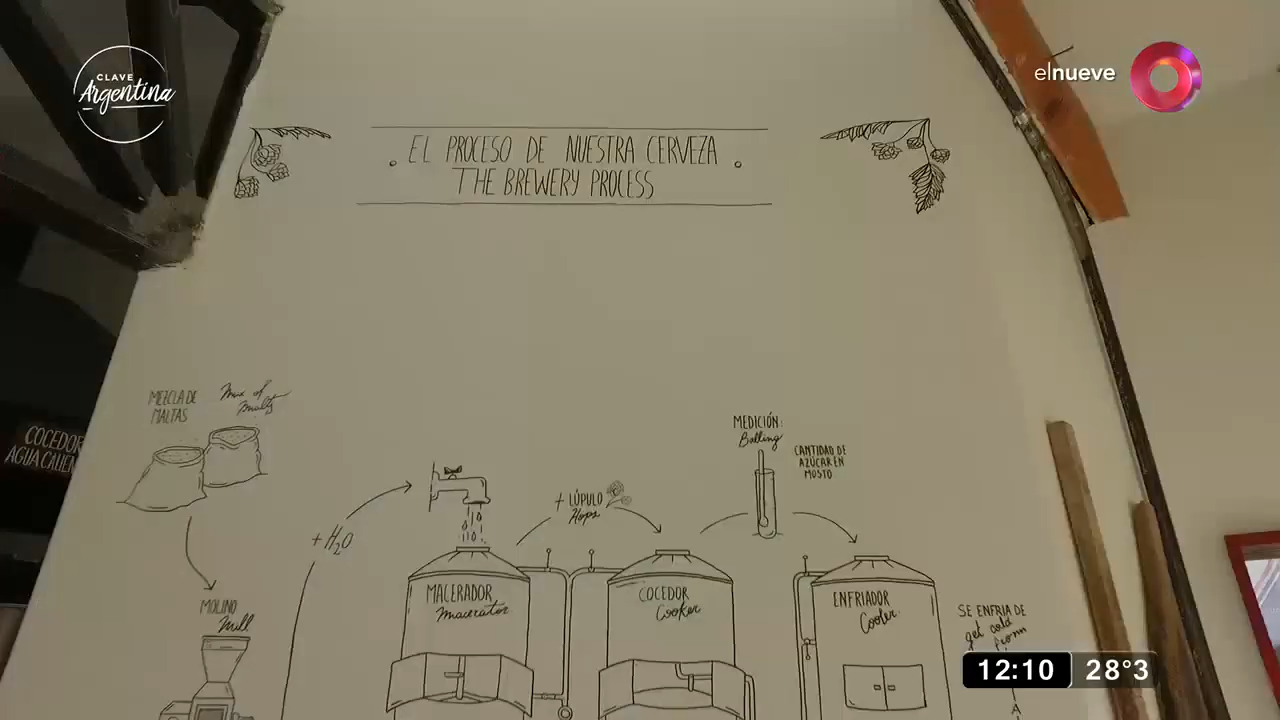 CLAVE
Argentina
elnueve
EL PROCESO DE NUESTRA CERVEZA
THE BREWERY PROCESS
MEZCLA DE
MALTAS
Mix of
Malts
COCEDOR
MEDICIÓN:
Balling
CANTIDAD DE
AZÚCAR EN
MOSTO
+ LÚPULO
Hops
+ H2O
MOLINO
Mill
MACERADOR
Macerator
COCEDOR
Cooker
ENFRIADOR
Cooler
SE ENFRIA DE
get cold
from
12:10
28°3